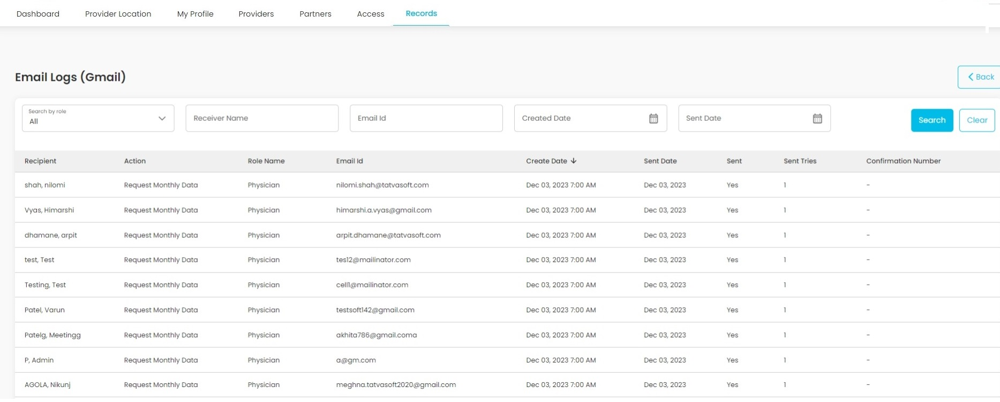 Dashboard Provider Location My Profile Providers Partners Access Records
Email Logs (Gmail)
Back
Search by role
All
Receiver Name
Email Id
Created Date
Sent Date
Search
Clear
Recipient Action Role Name Email Id Create Date Sent Date Sent Sent Tries Confirmation Number
shah, nilomi Request Monthly Data Physician nilomi.shah@tatvasoft.com Dec 03, 2023 7:00 AM Dec 03, 2023 Yes 1 -
Vyas, Himarshi Request Monthly Data Physician himarshi.a.vyas@gmail.com Dec 03, 2023 7:00 AM Dec 03, 2023 Yes 1 -
dhamane, arpit Request Monthly Data Physician arpit.dhamane@tatvasoft.com Dec 03, 2023 7:00 AM Dec 03, 2023 Yes 1 -
test, Test Request Monthly Data Physician tes12@mailinator.com Dec 03, 2023 7:00 AM Dec 03, 2023 Yes 1 -
Testing, Test Request Monthly Data Physician cell1@mailinator.com Dec 03, 2023 7:00 AM Dec 03, 2023 Yes 1 -
Patel, Varun Request Monthly Data Physician testsoft142@gmail.com Dec 03, 2023 7:00 AM Dec 03, 2023 Yes 1 -
Patelg, Meetingg Request Monthly Data Physician akhita786@gmail.coma Dec 03, 2023 7:00 AM Dec 03, 2023 Yes 1 -
P, Admin Request Monthly Data Physician a@gm.com Dec 03, 2023 7:00 AM Dec 03, 2023 Yes 1 -
AGOLA, Nikunj Request Monthly Data Physician meghna.tatvasoft2020@gmail.com Dec 03, 2023 7:00 AM Dec 03, 2023 Yes 1 -